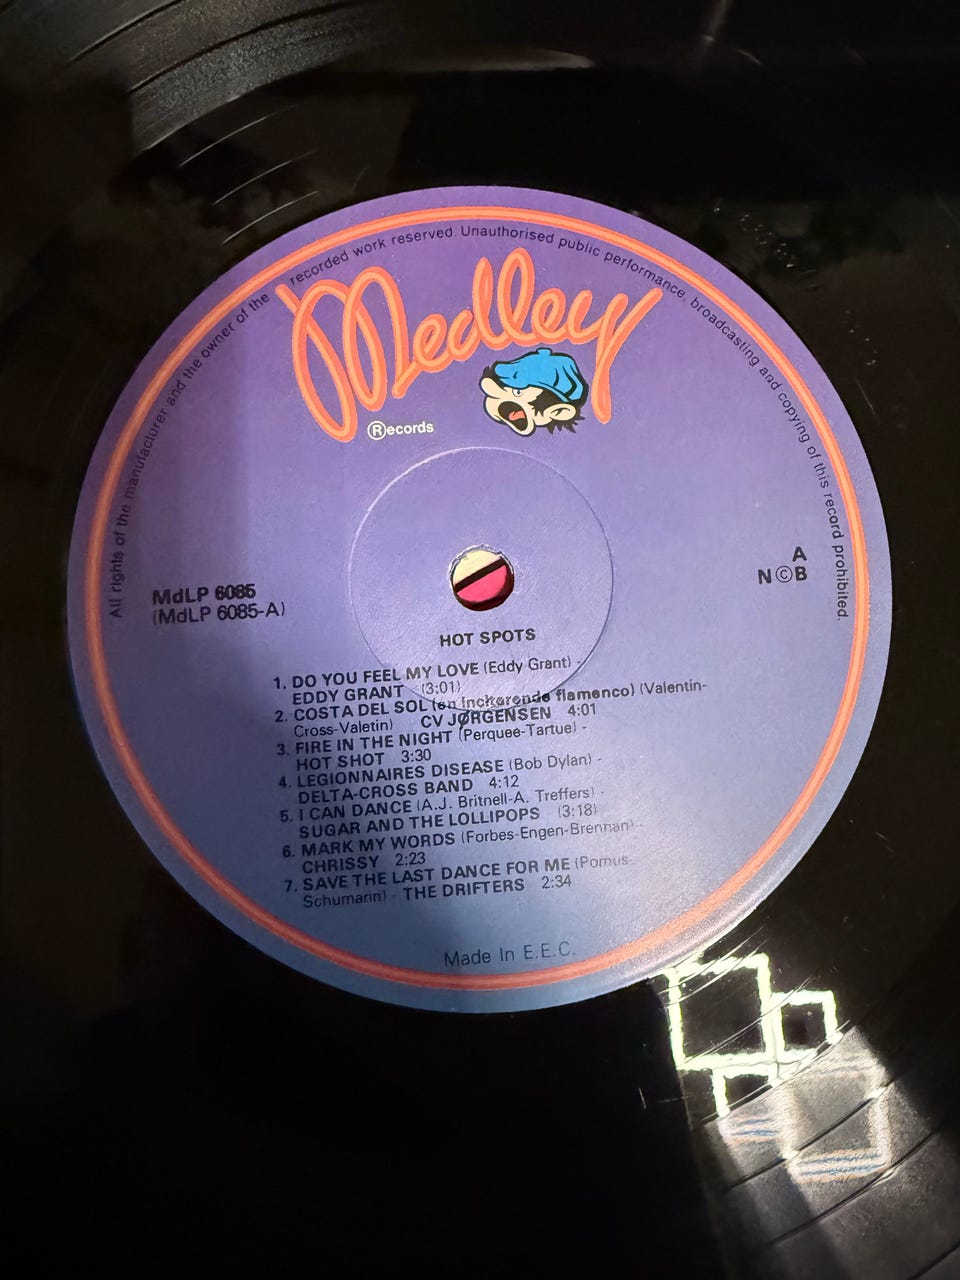 All rights of the manufacturer and the owner of the recorded work reserved. Unauthorised public performance, broadcasting and copying of this record prohibited.
Medley
Ⓡecords
A
N©B
MdLP 6085
(MdLP 6085-A)
HOT SPOTS
1. DO YOU FEEL MY LOVE (Eddy Grant) -
EDDY GRANT (3:01)
2. COSTA DEL SOL (en inckorende flamenco) (Valentin-
Cross-Valetin) CV JØRGENSEN 4:01
3. FIRE IN THE NIGHT (Perquee-Tartue) -
HOT SHOT 3:30
4. LEGIONNAIRES DISEASE (Bob Dylan) -
DELTA-CROSS BAND 4:12
5. I CAN DANCE (A.J. Britnell-A. Treffers) -
SUGAR AND THE LOLLIPOPS (3:18)
6. MARK MY WORDS (Forbes-Engen-Brennan) -
CHRISSY 2:23
7. SAVE THE LAST DANCE FOR ME (Pomus-
Schumann) - THE DRIFTERS 2:34
Made In E.E.C.